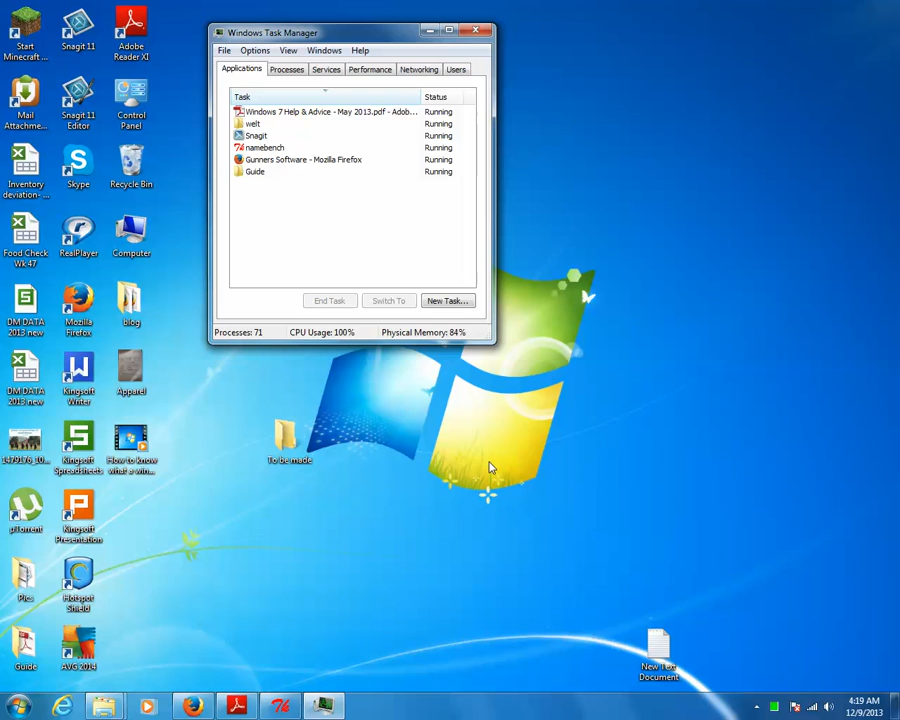 Start
Minecraft ...
Snagit 11
Adobe
Reader XI
Mail
Attachme...
Snagit 11
Editor
Control
Panel
Inventory
deviation- ...
Skype
Recycle Bin
Food Check
Wk 47
RealPlayer
Computer
DM DATA
2013 new
Mozilla
Firefox
blog
DM DATA
2013 new
Kingsoft
Writer
Apparel
1479176_10...
Kingsoft
Spreadsheets
How to know
what a win...
µTorrent
Kingsoft
Presentation
Pics
Hotspot
Shield
Guide
AVG 2014
To be made
New Text
Document
Windows Task Manager
File Options View Windows Help
Applications Processes Services Performance Networking Users
Task Status
Windows 7 Help & Advice - May 2013.pdf - Adob... Running
welt Running
Snagit Running
namebench Running
Gunners Software - Mozilla Firefox Running
Guide Running
End Task Switch To New Task...
Processes: 71 CPU Usage: 100% Physical Memory: 84%
4:19 AM
12/9/2013